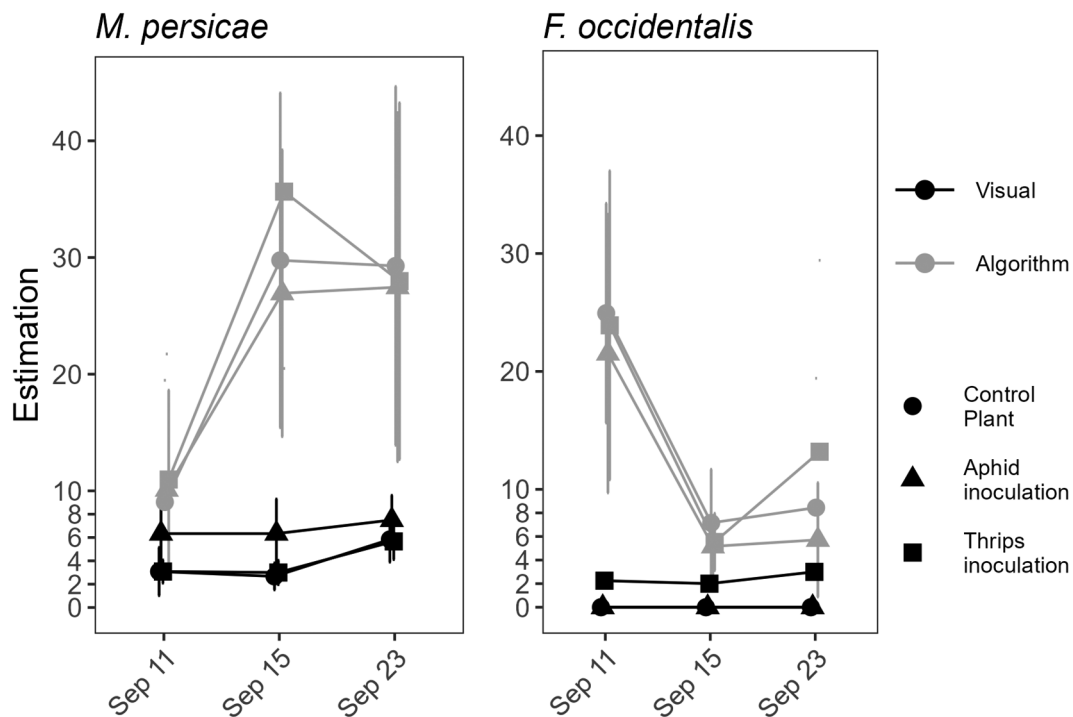 M. persicae
F. occidentalis
Estimation
40
30
20
10
8
6
4
2
0
Sep 11
Sep 15
Sep 23
40
30
20
10
8
6
4
2
0
Sep 11
Sep 15
Sep 23
Visual
Algorithm
Control
Plant
Aphid
inoculation
Thrips
inoculation